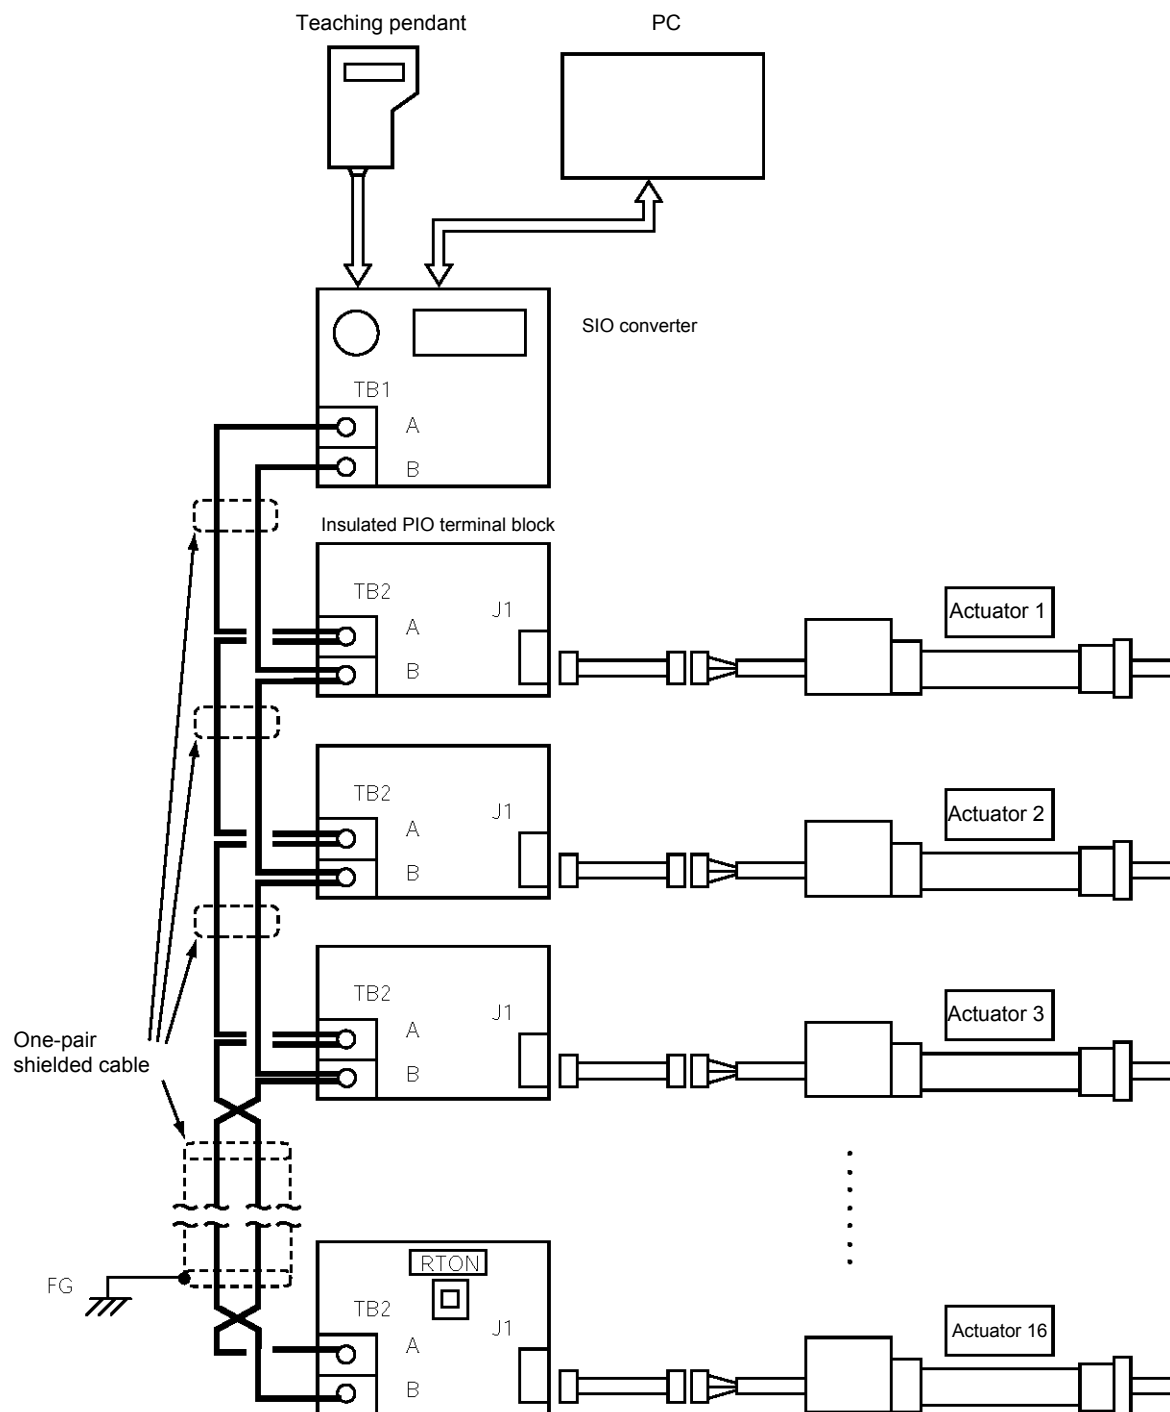 Teaching pendant
PC
SIO converter
TB1
A
B
Insulated PIO terminal block
TB2
A
B
J1
Actuator 1
TB2
A
B
J1
Actuator 2
TB2
A
B
J1
Actuator 3
One-pair
shielded cable
FG
RTON
TB2
A
B
J1
Actuator 16